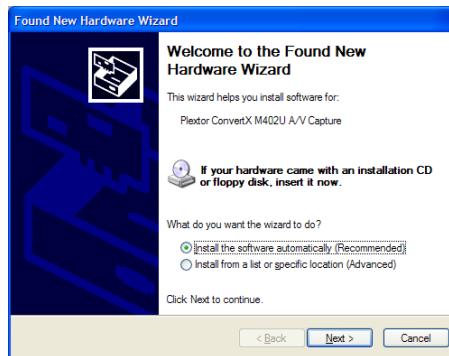 Found New Hardware Wizard
Welcome to the Found New
Hardware Wizard
This wizard helps you install software for:
Plextor ConvertX M402U A/V Capture
If your hardware came with an installation CD
or floppy disk, insert it now.
What do you want the wizard to do?
Install the software automatically (Recommended)
Install from a list or specific location (Advanced)
Click Next to continue.
< Back
Next >
Cancel